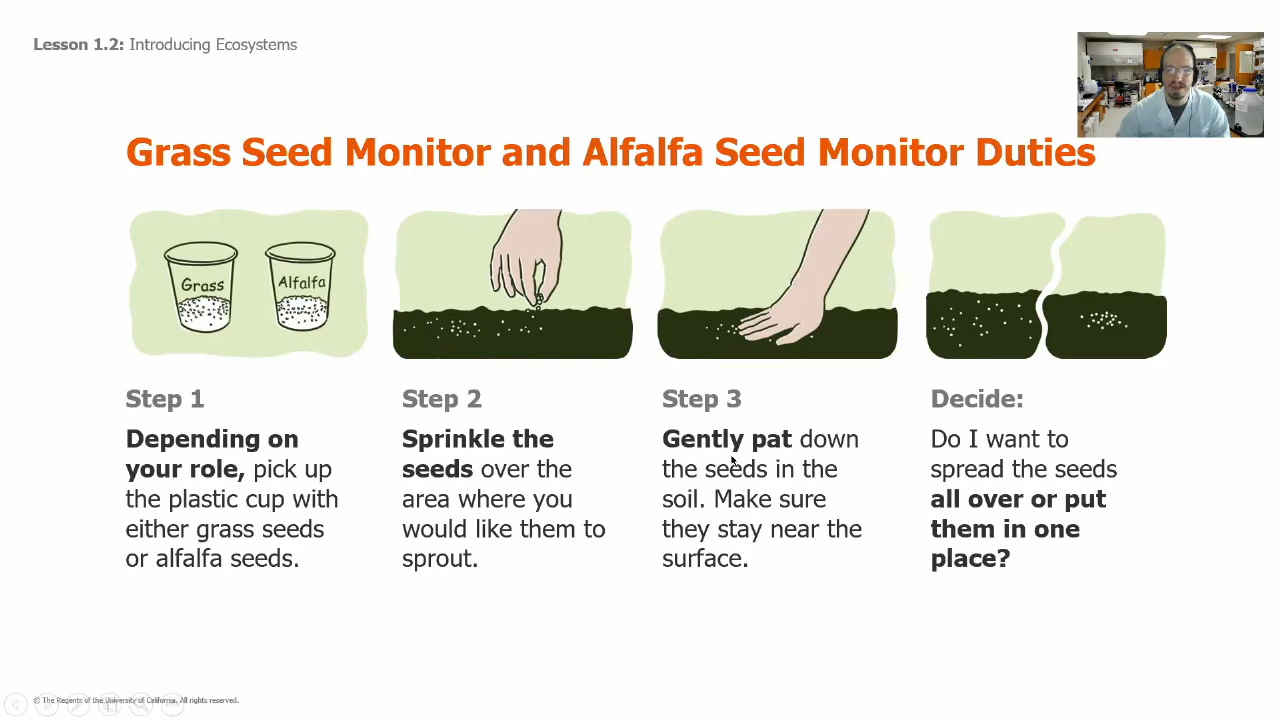 Lesson 1.2: Introducing Ecosystems
Grass Seed Monitor and Alfalfa Seed Monitor Duties
Grass
Alfalfa
Step 1
Depending on
your role, pick up
the plastic cup with
either grass seeds
or alfalfa seeds.
Step 2
Sprinkle the
seeds over the
area where you
would like them to
sprout.
Step 3
Gently pat down
the seeds in the
soil. Make sure
they stay near the
surface.
Decide:
Do I want to
spread the seeds
all over or put
them in one
place?
© The Regents of the University of California. All rights reserved.